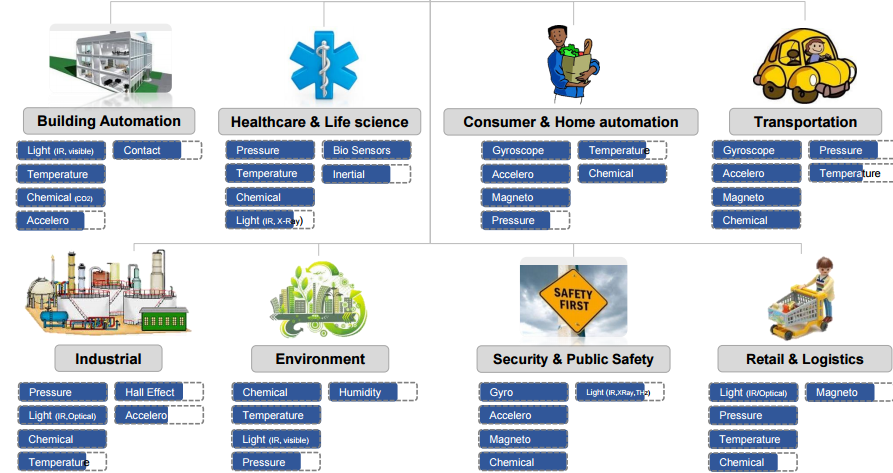 Building Automation
Light (IR, visible)
Contact
Temperature
Chemical (CO2)
Accelero
Healthcare & Life science
Pressure
Bio Sensors
Temperature
Inertial
Chemical
Light (IR, X-Ray)
Consumer & Home automation
Gyroscope
Temperature
Accelero
Chemical
Magneto
Pressure
Transportation
Gyroscope
Pressure
Accelero
Temperature
Magneto
Chemical
Industrial
Pressure
Hall Effect
Light (IR,Optical)
Accelero
Chemical
Temperature
Environment
Chemical
Humidity
Temperature
Light (IR, visible)
Pressure
SAFETY
FIRST
Security & Public Safety
Gyro
Light (IR,XRay,THz)
Accelero
Magneto
Chemical
Retail & Logistics
Light (IR/Optical)
Magneto
Pressure
Temperature
Chemical